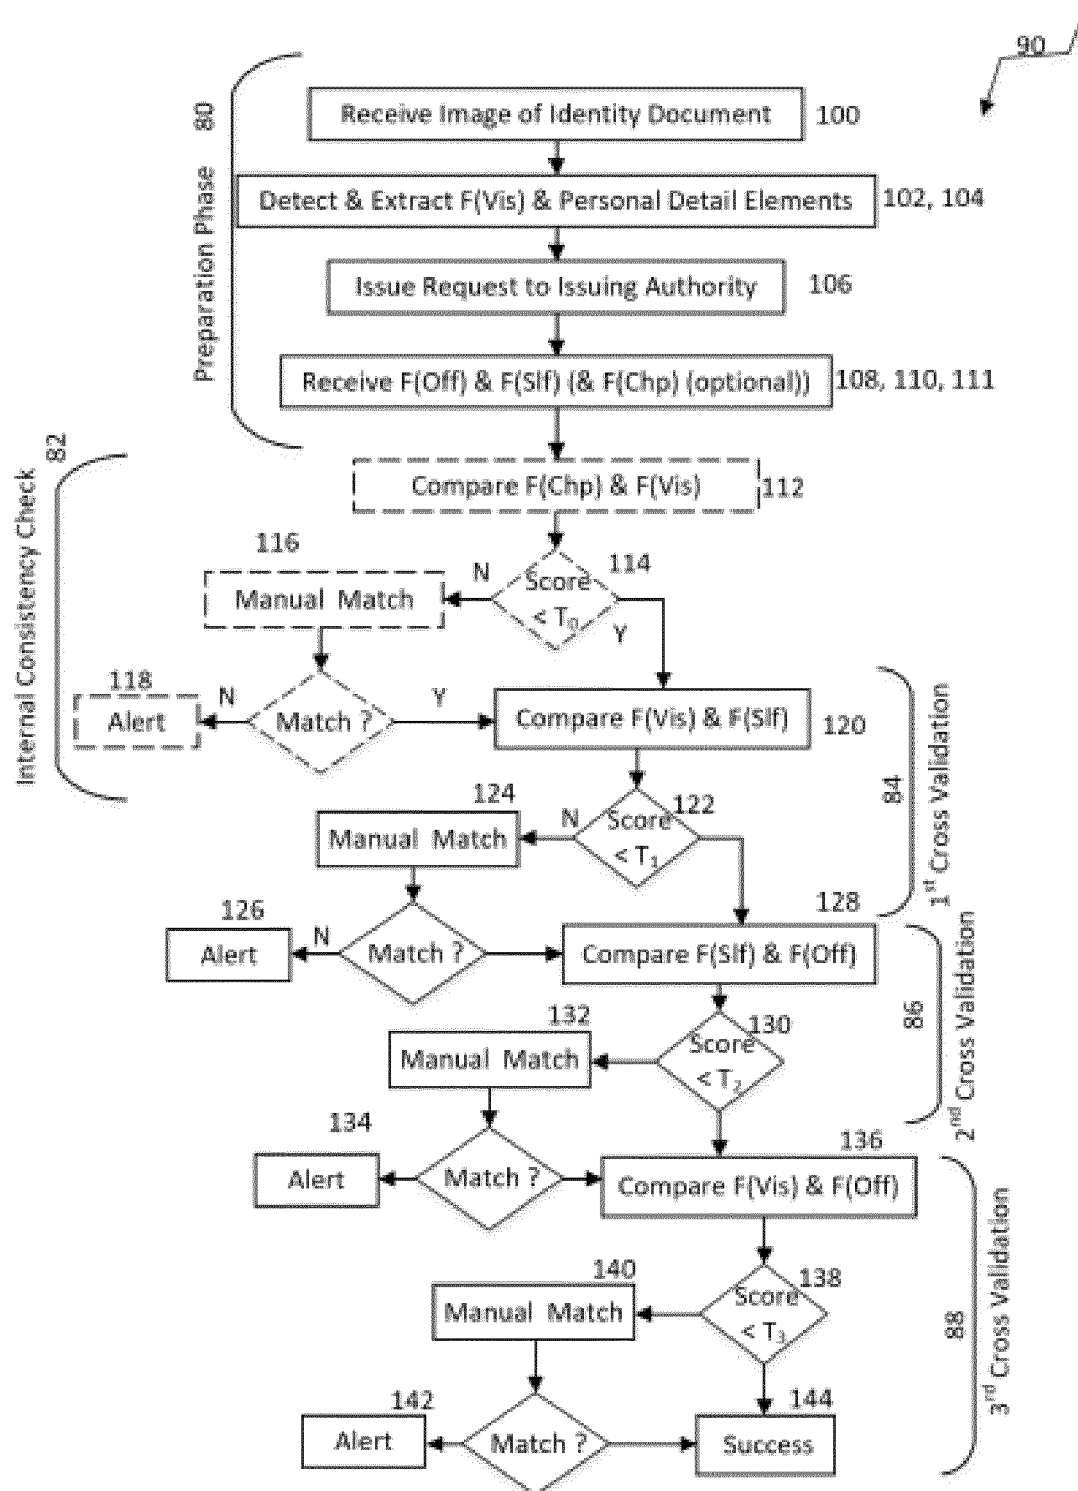 90
80
Preparation Phase
Receive Image of Identity Document
100
Detect & Extract F(Vis) & Personal Detail Elements
102, 104
Issue Request to Issuing Authority
106
Receive F(Off) & F(Slf) (& F(Chp) (optional))
108, 110, 111
82
Internal Consistency Check
Compare F(Chp) & F(Vis)
112
116
N
Score
< T0
114
Manual Match
Y
118
N
Match ?
Y
Alert
Compare F(Vis) & F(Slf)
120
84
1st Cross Validation
124
N
Score
< T1
122
Manual Match
126
N
Match ?
128
Alert
Compare F(Slf) & F(Off)
86
2nd Cross Validation
132
Score
< T2
130
Manual Match
134
136
Alert
Match ?
Compare F(Vis) & F(Off)
88
3rd Cross Validation
140
Score
< T3
138
Manual Match
142
144
Alert
Match ?
Success